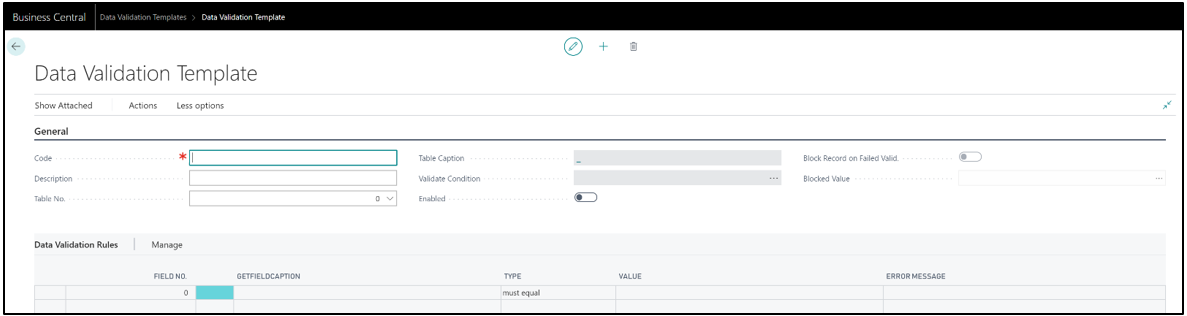 Business Central Data Validation Templates > Data Validation Template
Data Validation Template
Show Attached Actions Less options
General
Code * Table Caption _ Block Record on Failed Valid.
Description Validate Condition ... Blocked Value ...
Table No. 0 Enabled
Data Validation Rules Manage
FIELD NO. GETFIELDCAPTION TYPE VALUE ERROR MESSAGE
0 must equal